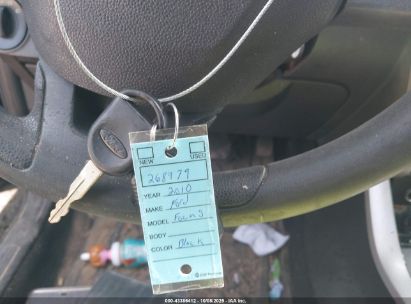 NEW
USED
268979
YEAR 2010
MAKE Ford
MODEL Focus
BODY
COLOR Black